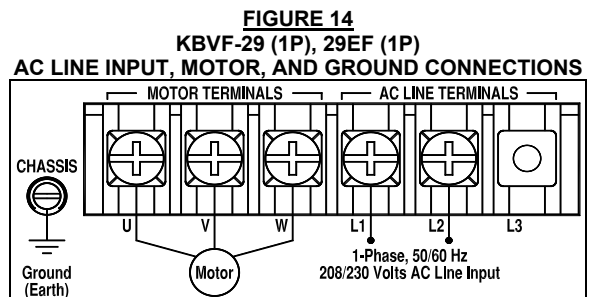 FIGURE 14
KBVF-29 (1P), 29EF (1P)
AC LINE INPUT, MOTOR, AND GROUND CONNECTIONS
MOTOR TERMINALS
AC LINE TERMINALS
CHASSIS
U V W L1 L2 L3
Ground
(Earth)
Motor
1-Phase, 50/60 Hz
208/230 Volts AC LIne Input